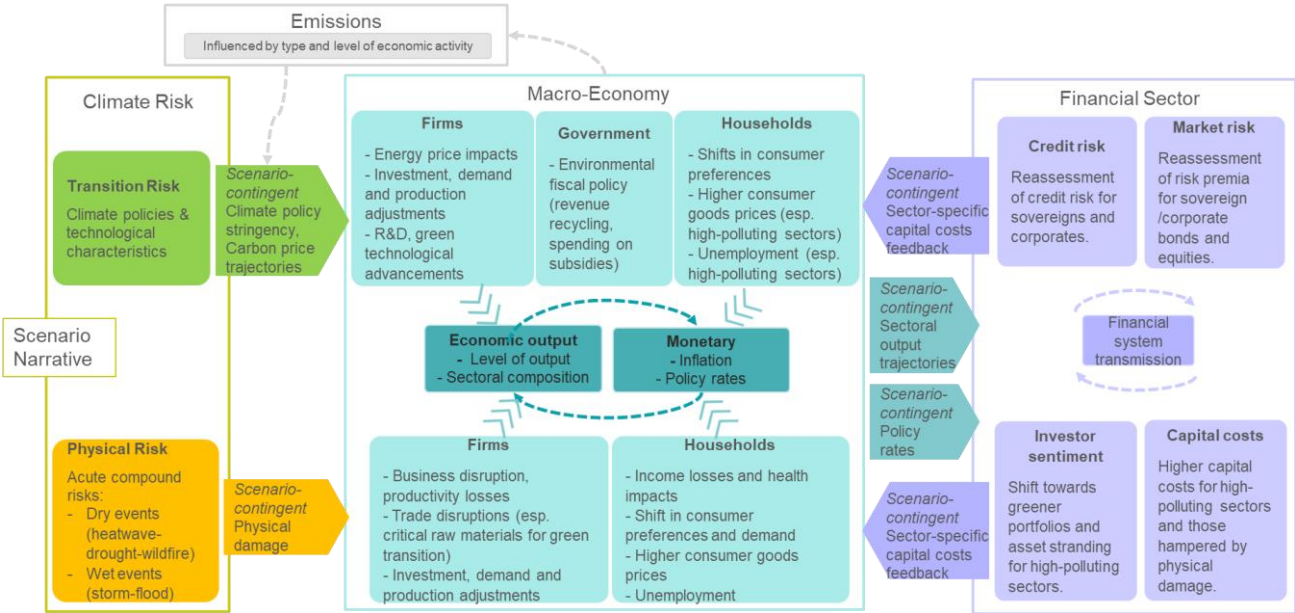 Emissions
Influenced by type and level of economic activity
Scenario
Narrative
Climate Risk
Transition Risk
Climate policies &
technological
characteristics
Scenario-
contingent
Climate policy
stringency,
Carbon price
trajectories
Physical Risk
Acute compound
risks:
- Dry events
(heatwave-
drought-wildfire)
- Wet events
(storm-flood)
Scenario-
contingent
Physical
damage
Macro-Economy
Firms
- Energy price impacts
- Investment, demand
and production
adjustments
- R&D, green
technological
advancements
Government
- Environmental
fiscal policy
(revenue
recycling,
spending on
subsidies)
Households
- Shifts in consumer
preferences
- Higher consumer
goods prices (esp.
high-polluting sectors)
- Unemployment (esp.
high-polluting sectors)
Economic output
- Level of output
- Sectoral composition
Monetary
- Inflation
- Policy rates
Firms
- Business disruption,
productivity losses
- Trade disruptions (esp.
critical raw materials for green
transition)
- Investment, demand and
production adjustments
Households
- Income losses and health
impacts
- Shift in consumer
preferences and demand
- Higher consumer goods
prices
- Unemployment
Scenario-
contingent
Sector-specific
capital costs
feedback
Scenario-
contingent
Sectoral
output
trajectories
Scenario-
contingent
Policy
rates
Scenario-
contingent
Sector-specific
capital costs
feedback
Financial Sector
Credit risk
Reassessment
of credit risk for
sovereigns and
corporates.
Market risk
Reassessment
of risk premia
for sovereign
/corporate
bonds and
equities.
Financial
system
transmission
Investor
sentiment
Shift towards
greener
portfolios and
asset stranding
for high-polluting
sectors.
Capital costs
Higher capital
costs for high-
polluting sectors
and those
hampered by
physical
damage.